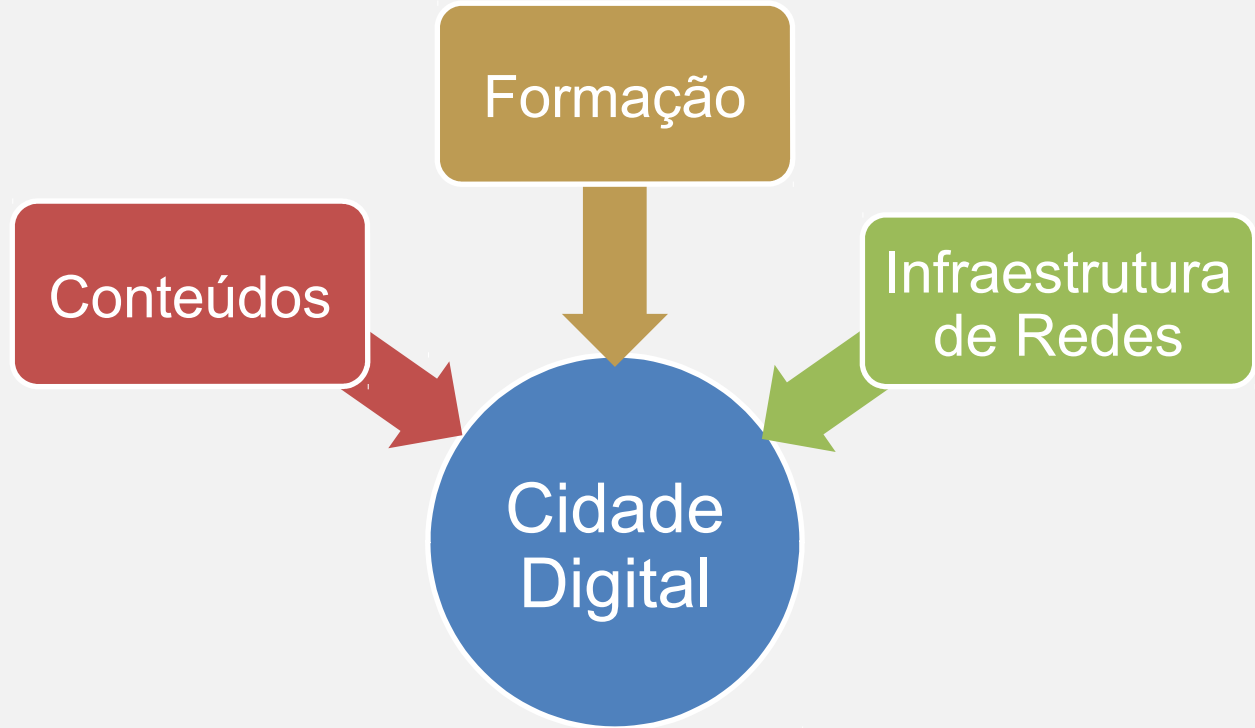 Formação
Conteúdos
Infraestrutura
de Redes
Cidade
Digital